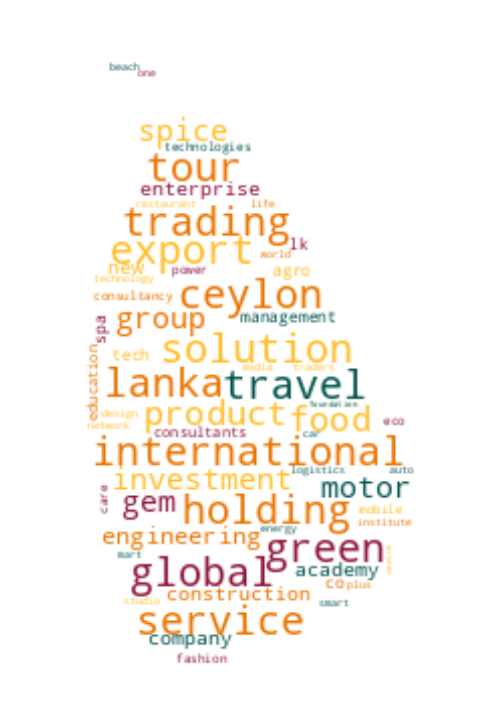 beach
one
spice
technologies
tour
enterprise
restaurant life
trading
export lk
world
new power agro
technology
consultancy ceylon
group management
spa
tech solution
media traders
education
lanka travel
foundation
design product food eco
network
consultants car
international
investment logistics auto
motor
care gem holding mobile
institute
engineering energy
green
mart
global academy
co plus
construction
studio smart
service
company
fashion